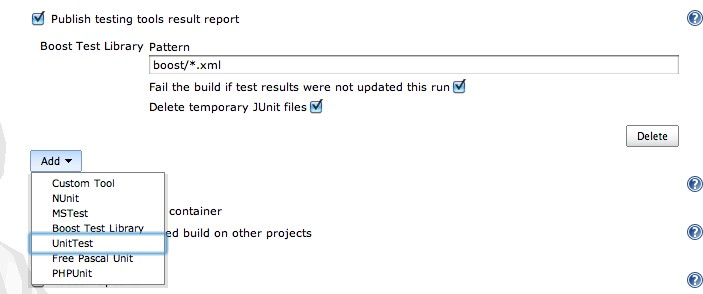 Publish testing tools result report
Boost Test Library Pattern
boost/*.xml
Fail the build if test results were not updated this run
Delete temporary JUnit files
Delete
Add
Custom Tool
NUnit
MSTest
container
Boost Test Library
ed build on other projects
UnitTest
Free Pascal Unit
PHPUnit